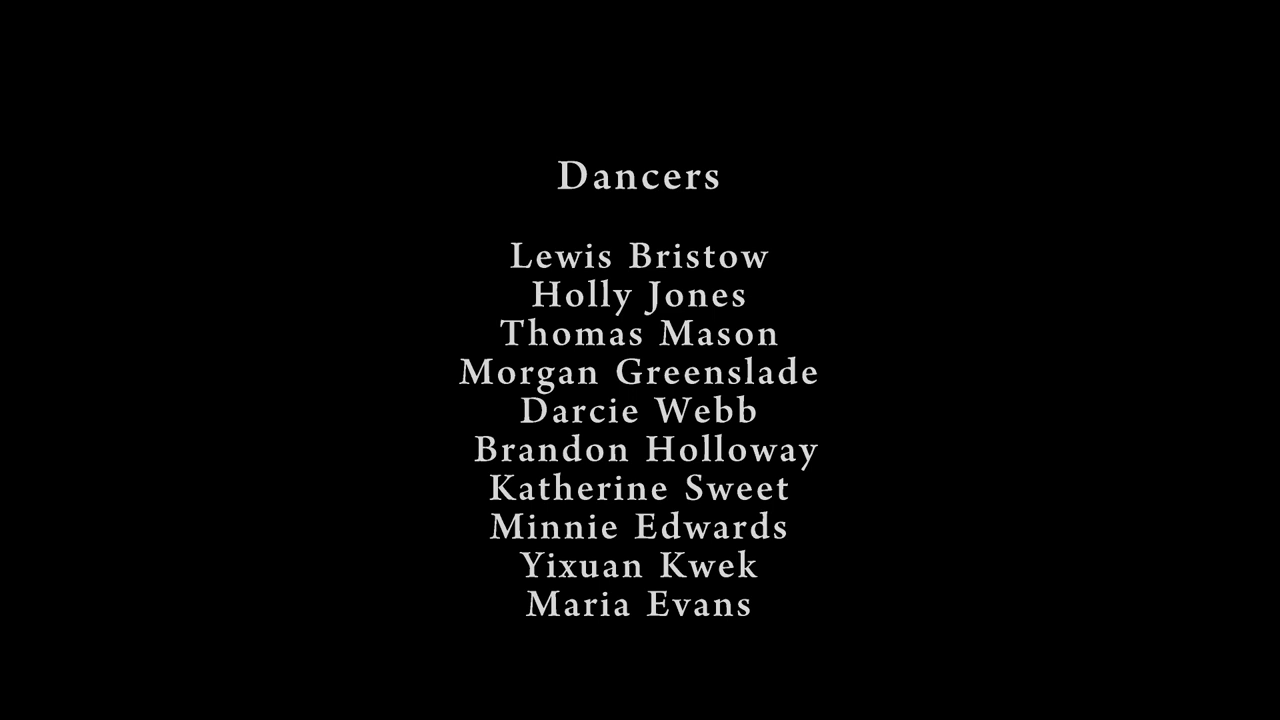 Dancers
Lewis Bristow
Holly Jones
Thomas Mason
Morgan Greenslade
Darcie Webb
Brandon Holloway
Katherine Sweet
Minnie Edwards
Yixuan Kwek
Maria Evans